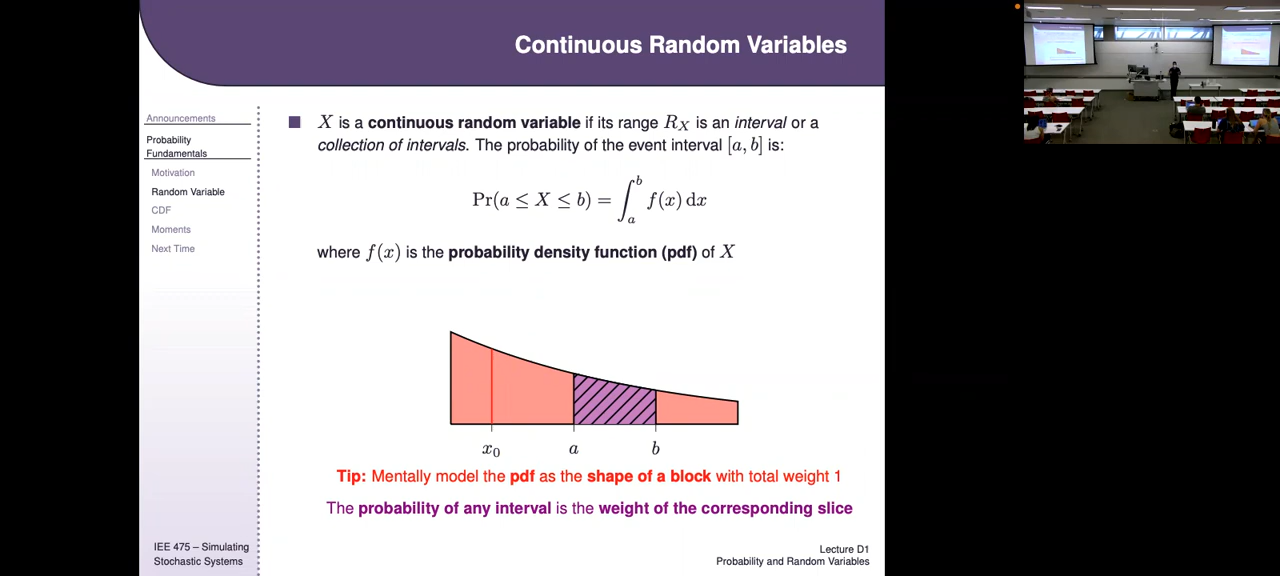 Continuous Random Variables
Announcements
Probability
Fundamentals
Motivation
Random Variable
CDF
Moments
Next Time
X is a continuous random variable if its range R_X is an interval or a
collection of intervals. The probability of the event interval [a, b] is:
Pr(a ≤ X ≤ b) = ∫_a^b f(x) dx
where f(x) is the probability density function (pdf) of X
x_0 a b
Tip: Mentally model the pdf as the shape of a block with total weight 1
The probability of any interval is the weight of the corresponding slice
IEE 475 – Simulating
Stochastic Systems
Lecture D1
Probability and Random Variables